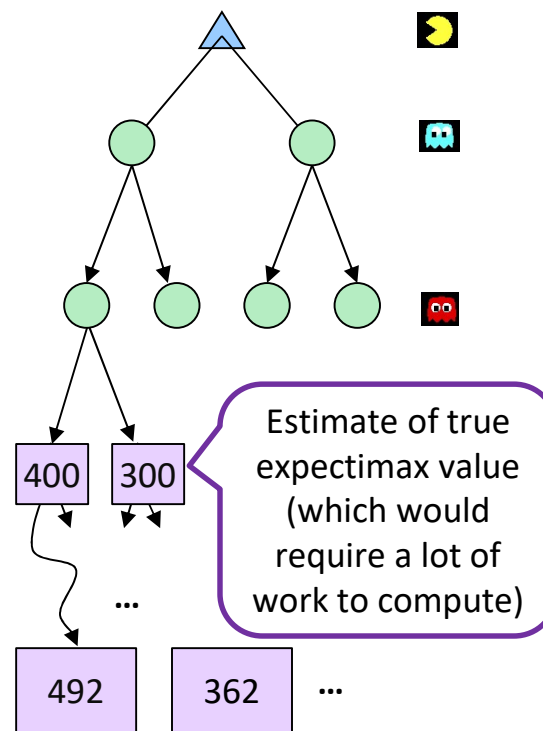 400
300
Estimate of true
expectimax value
(which would
require a lot of
work to compute)
...
492
362
...